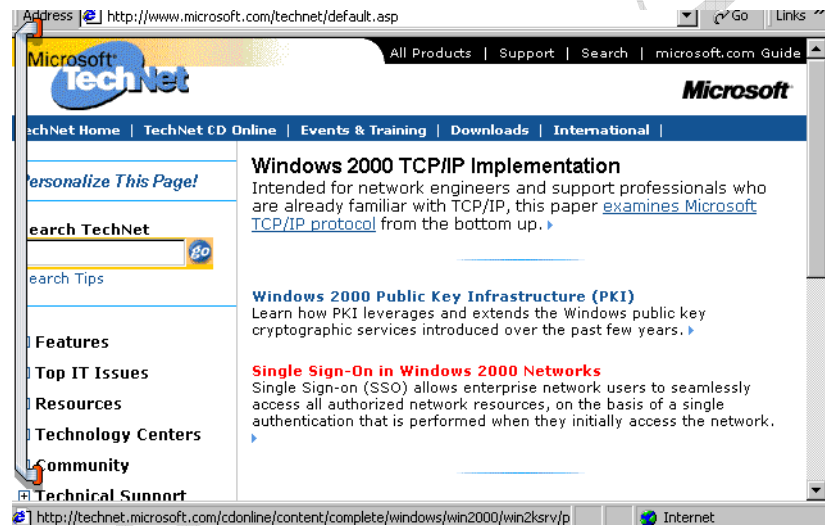 Address http://www.microsoft.com/technet/default.asp Go Links »
Microsoft
TechNet
All Products | Support | Search | microsoft.com Guide
Microsoft
echNet Home | TechNet CD Online | Events & Training | Downloads | International |
Personalize This Page!
earch TechNet
go
earch Tips
Features
Top IT Issues
Resources
Technology Centers
Community
Technical Support
Windows 2000 TCP/IP Implementation
Intended for network engineers and support professionals who
are already familiar with TCP/IP, this paper examines Microsoft
TCP/IP protocol from the bottom up.
Windows 2000 Public Key Infrastructure (PKI)
Learn how PKI leverages and extends the Windows public key
cryptographic services introduced over the past few years.
Single Sign-On in Windows 2000 Networks
Single Sign-on (SSO) allows enterprise network users to seamlessly
access all authorized network resources, on the basis of a single
authentication that is performed when they initially access the network.
http://technet.microsoft.com/cdonline/content/complete/windows/win2000/win2ksrv/p Internet